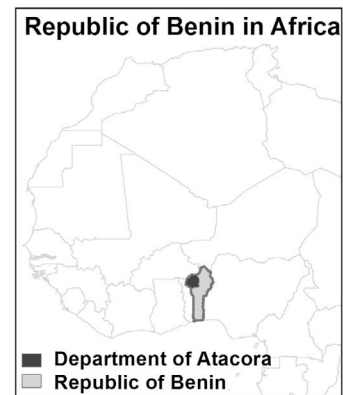 Republic of Benin in Africa
Department of Atacora
Republic of Benin